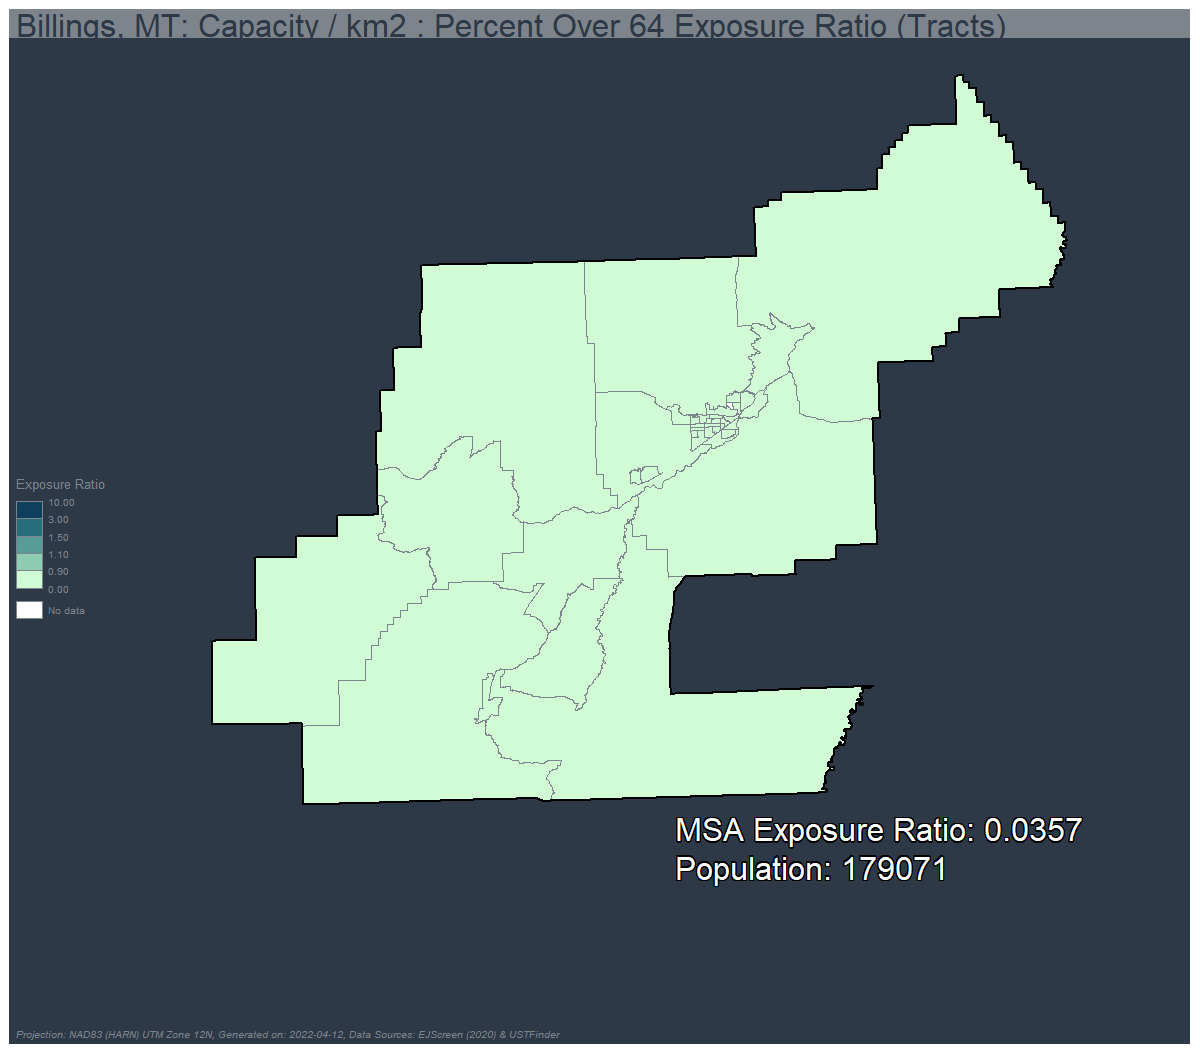 Billings, MT: Capacity / km2 : Percent Over 64 Exposure Ratio (Tracts)
Exposure Ratio
10.00
3.00
1.50
1.10
0.90
0.00
No data
MSA Exposure Ratio: 0.0357
Population: 179071
Projection: NAD83 (HARN) UTM Zone 12N, Generated on: 2022-04-12, Data Sources: EJScreen (2020) & USTFinder